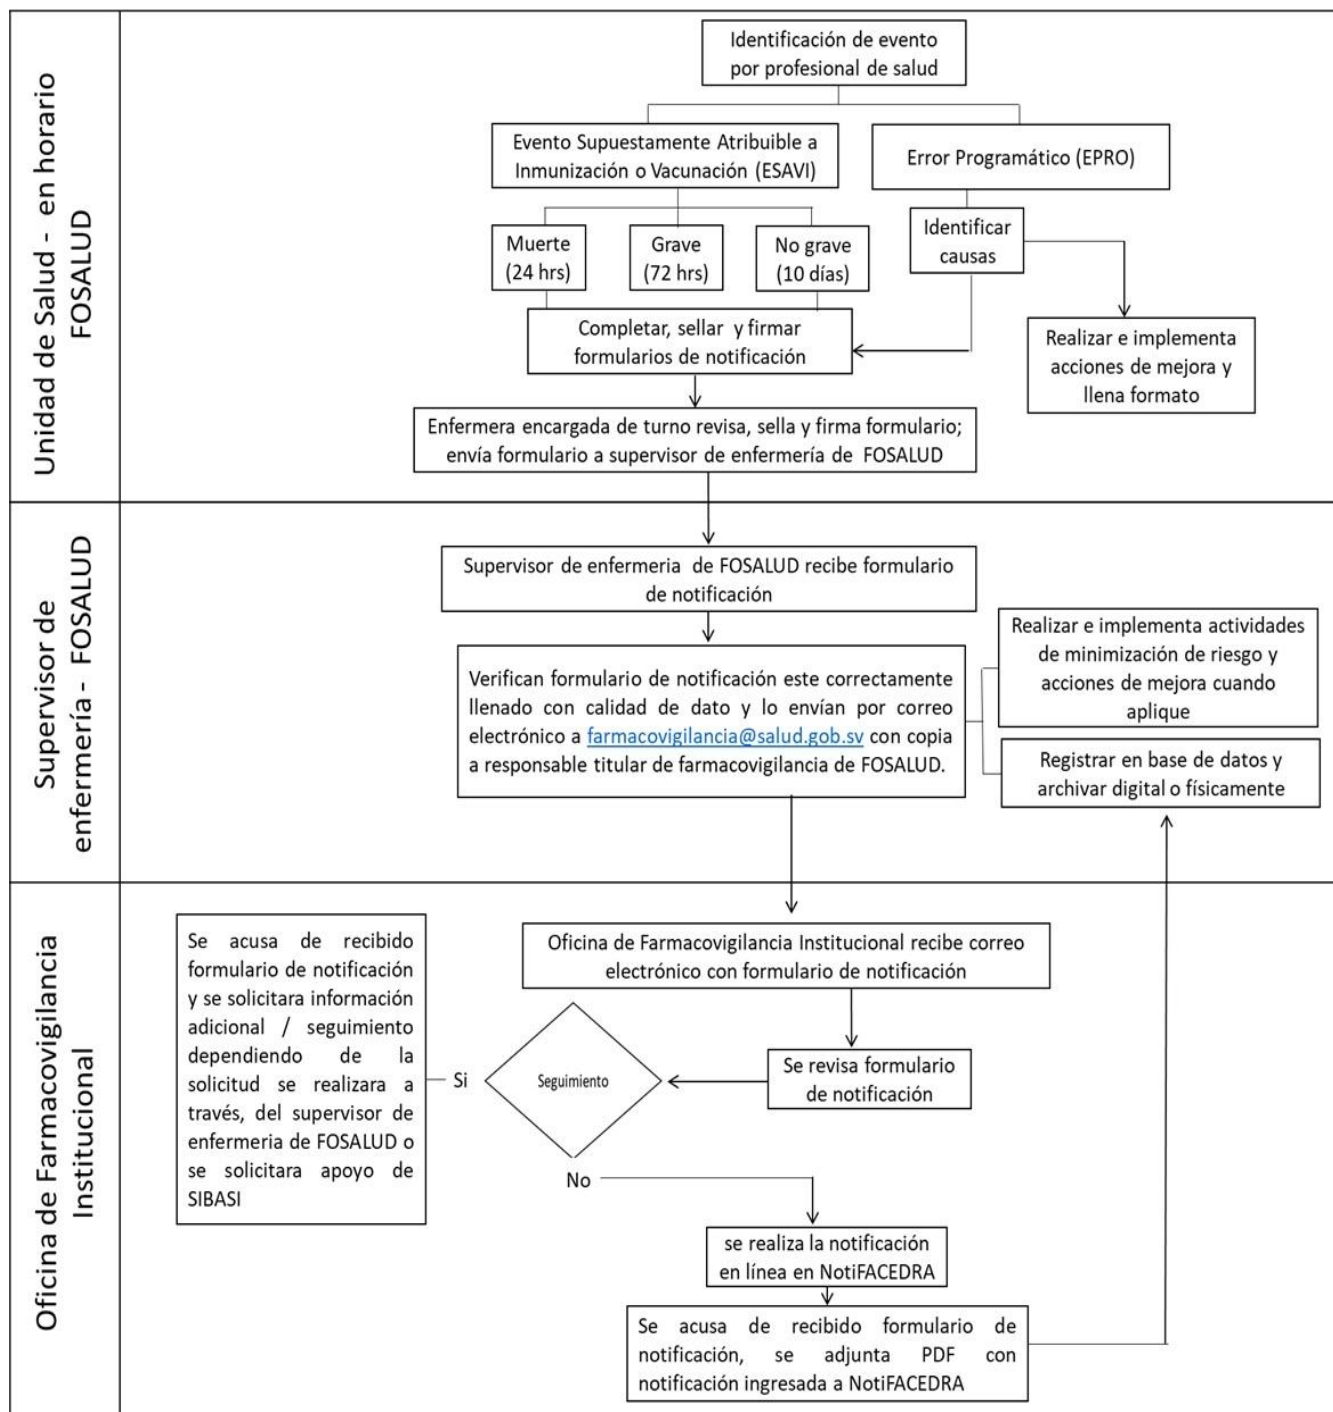 Unidad de Salud - en horario
FOSALUD
Identificación de evento
por profesional de salud
Evento Supuestamente Atribuible a
Inmunización o Vacunación (ESAVI)
Error Programático (EPRO)
Muerte
(24 hrs)
Grave
(72 hrs)
No grave
(10 días)
Identificar
causas
Completar, sellar y firmar
formularios de notificación
Realizar e implementa
acciones de mejora y
llena formato
Enfermera encargada de turno revisa, sella y firma formulario;
envía formulario a supervisor de enfermería de FOSALUD
Supervisor de
enfermería - FOSALUD
Supervisor de enfermeria de FOSALUD recibe formulario
de notificación
Verifican formulario de notificación este correctamente
llenado con calidad de dato y lo envían por correo
electrónico a farmacovigilancia@salud.gob.sv con copia
a responsable titular de farmacovigilancia de FOSALUD.
Realizar e implementa actividades
de minimización de riesgo y
acciones de mejora cuando
aplique
Registrar en base de datos y
archivar digital o físicamente
Oficina de Farmacovigilancia
Institucional
Oficina de Farmacovigilancia Institucional recibe correo
electrónico con formulario de notificación
Se revisa formulario
de notificación
Seguimiento
Si
Se acusa de recibido
formulario de notificación
y se solicitara información
adicional / seguimiento
dependiendo de la
solicitud se realizara a
través, del supervisor de
enfermeria de FOSALUD o
se solicitara apoyo de
SIBASI
No
se realiza la notificación
en línea en NotiFACEDRA
Se acusa de recibido formulario de
notificación, se adjunta PDF con
notificación ingresada a NotiFACEDRA